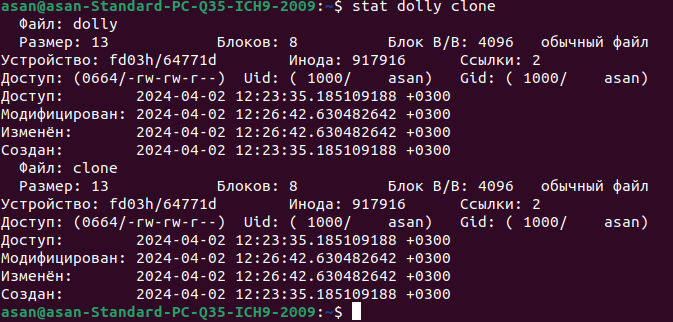 asan@asan-Standard-PC-Q35-ICH9-2009:~$ stat dolly clone
  Файл: dolly
  Размер: 13        	Блоков: 8          Блок В/В: 4096   обычный файл
Устройство: fd03h/64771d	Инода: 917916      Ссылки: 2
Доступ: (0664/-rw-rw-r--)  Uid: ( 1000/    asan)   Gid: ( 1000/    asan)
Доступ:        2024-04-02 12:23:35.185109188 +0300
Модифицирован: 2024-04-02 12:26:42.630482642 +0300
Изменён:       2024-04-02 12:26:42.630482642 +0300
Создан:        2024-04-02 12:23:35.185109188 +0300
  Файл: clone
  Размер: 13        	Блоков: 8          Блок В/В: 4096   обычный файл
Устройство: fd03h/64771d	Инода: 917916      Ссылки: 2
Доступ: (0664/-rw-rw-r--)  Uid: ( 1000/    asan)   Gid: ( 1000/    asan)
Доступ:        2024-04-02 12:23:35.185109188 +0300
Модифицирован: 2024-04-02 12:26:42.630482642 +0300
Изменён:       2024-04-02 12:26:42.630482642 +0300
Создан:        2024-04-02 12:23:35.185109188 +0300
asan@asan-Standard-PC-Q35-ICH9-2009:~$